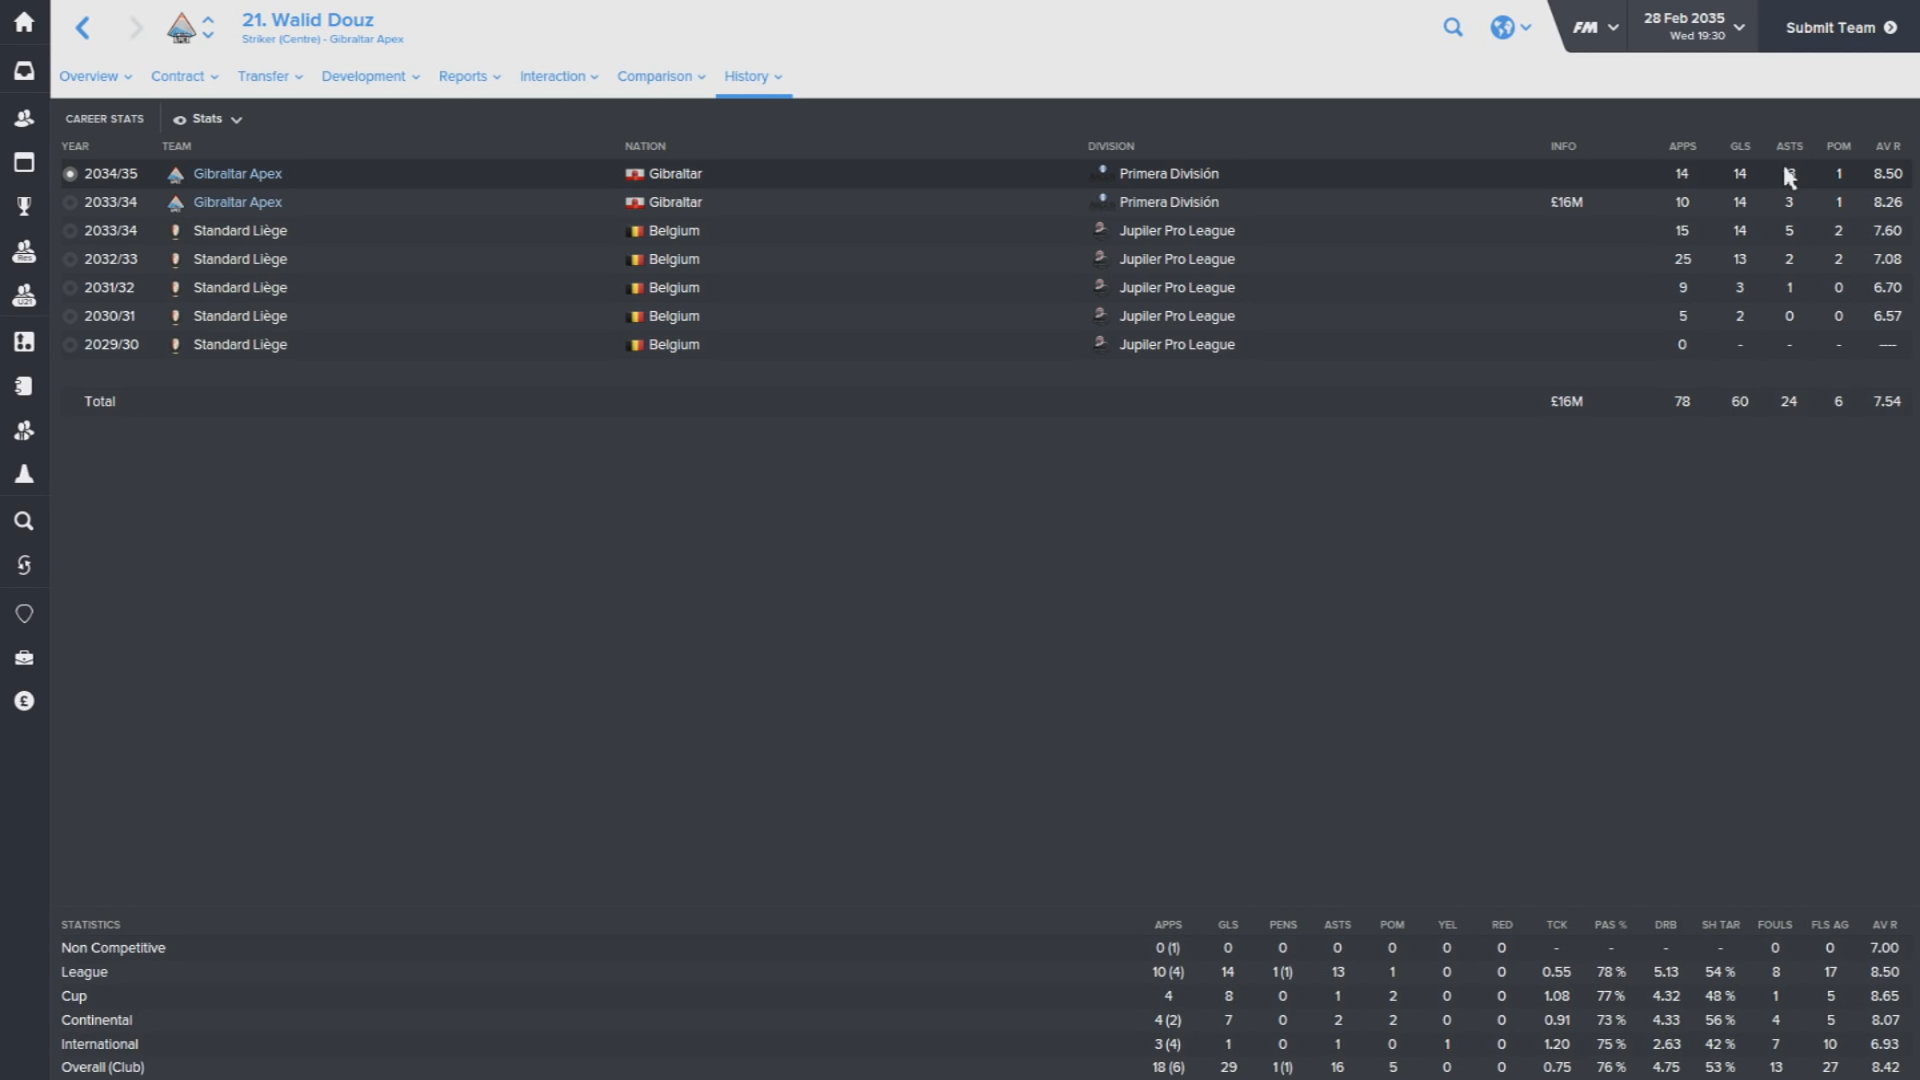 21. Walid Douz
Striker (Centre) - Gibraltar Apex
FM
28 Feb 2035
Wed 19:30
Submit Team
Overview Contract Transfer Development Reports Interaction Comparison History
CAREER STATS Stats
YEAR TEAM NATION DIVISION INFO APPS GLS ASTS POM AV R
2034/35 Gibraltar Apex Gibraltar Primera División 14 14 1 8.50
2033/34 Gibraltar Apex Gibraltar Primera División £16M 10 14 3 1 8.26
2033/34 Standard Liège Belgium Jupiler Pro League 15 14 5 2 7.60
2032/33 Standard Liège Belgium Jupiler Pro League 25 13 2 2 7.08
2031/32 Standard Liège Belgium Jupiler Pro League 9 3 1 0 6.70
2030/31 Standard Liège Belgium Jupiler Pro League 5 2 0 0 6.57
2029/30 Standard Liège Belgium Jupiler Pro League 0 - - - ----
Total £16M 78 60 24 6 7.54
Res
U21
STATISTICS APPS GLS PENS ASTS POM YEL RED TCK PAS % DRB SH TAR FOULS FLS AG AV R
Non Competitive 0 (1) 0 0 0 0 0 0 - - - - 0 0 7.00
League 10 (4) 14 1 (1) 13 1 0 0 0.55 78 % 5.13 54 % 8 17 8.50
Cup 4 8 0 1 2 0 0 1.08 77 % 4.32 48 % 1 5 8.65
Continental 4 (2) 7 0 2 2 0 0 0.91 73 % 4.33 56 % 4 5 8.07
International 3 (4) 1 0 1 0 1 0 1.20 75 % 2.63 42 % 7 10 6.93
Overall (Club) 18 (6) 29 1 (1) 16 5 0 0 0.75 76 % 4.75 53 % 13 27 8.42